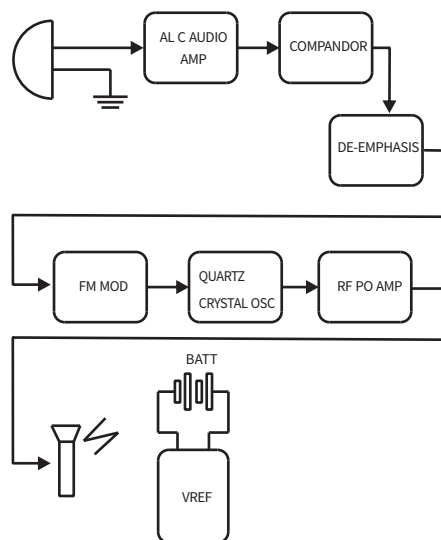 AL C AUDIO
AMP
COMPANDOR
DE-EMPHASIS
FM MOD
QUARTZ
CRYSTAL OSC
RF PO AMP
BATT
VREF